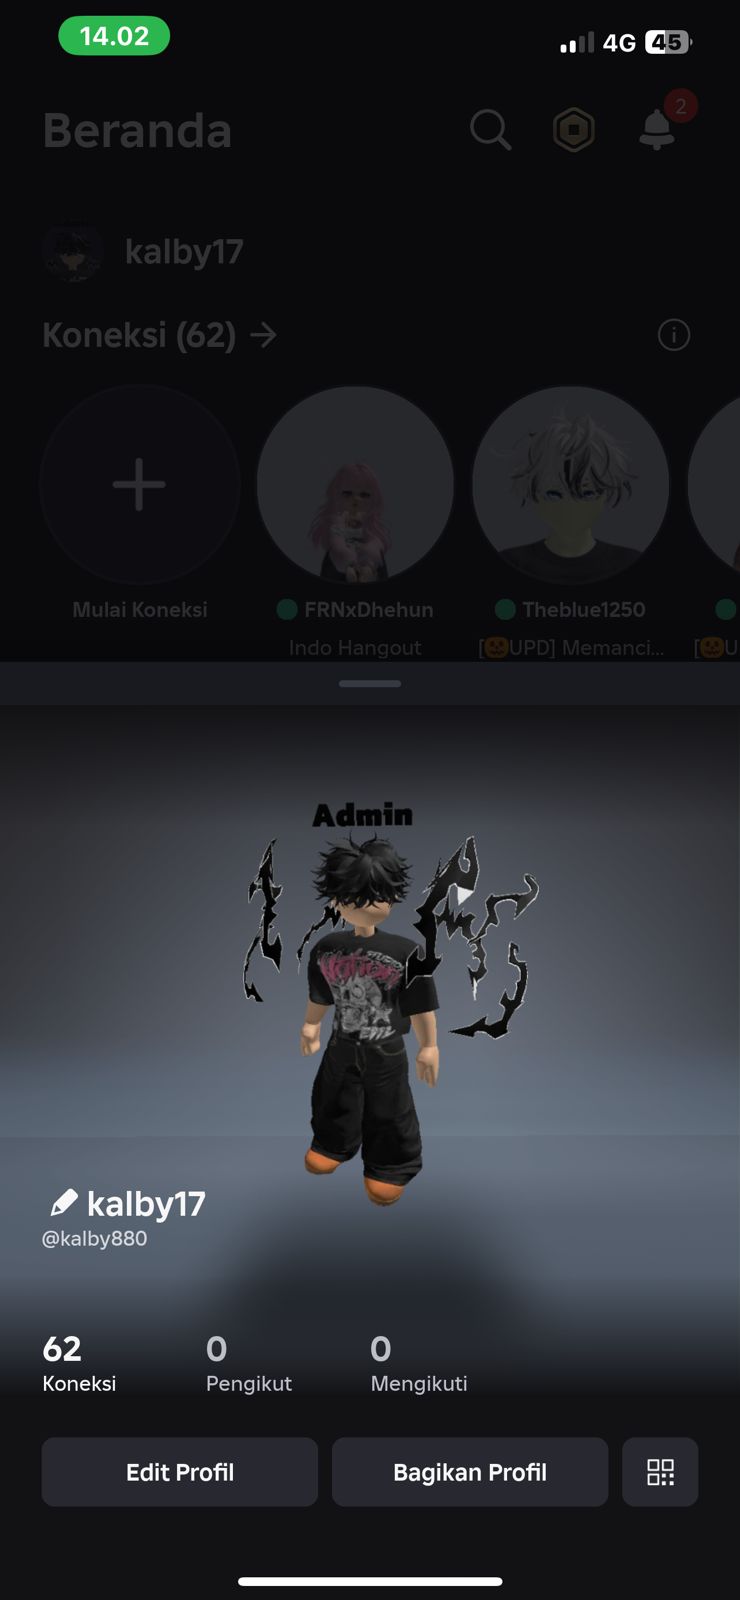 14.02
4G 45
Beranda
2
kalby17
Koneksi (62)
Mulai Koneksi
FRNxDhehun
Theblue1250
Indo Hangout
[🎃UPD] Memanci...
[🎃U
Admin
EVIL
kalby17
@kalby880
62
0
0
Koneksi
Pengikut
Mengikuti
Edit Profil
Bagikan Profil